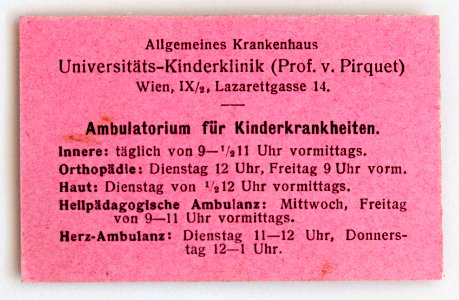 Allgemeines Krankenhaus
Universitäts-Kinderklinik (Prof. v. Pirquet)
Wien, IX/2, Lazarettgasse 14.
Ambulatorium für Kinderkrankheiten.
Innere: täglich von 9—1/211 Uhr vormittags.
Orthopädie: Dienstag 12 Uhr, Freitag 9 Uhr vorm.
Haut: Dienstag von 1/212 Uhr vormittags.
Heilpädagogische Ambulanz: Mittwoch, Freitag
von 9—11 Uhr vormittags.
Herz-Ambulanz: Dienstag 11—12 Uhr, Donners-
tag 12—1 Uhr.